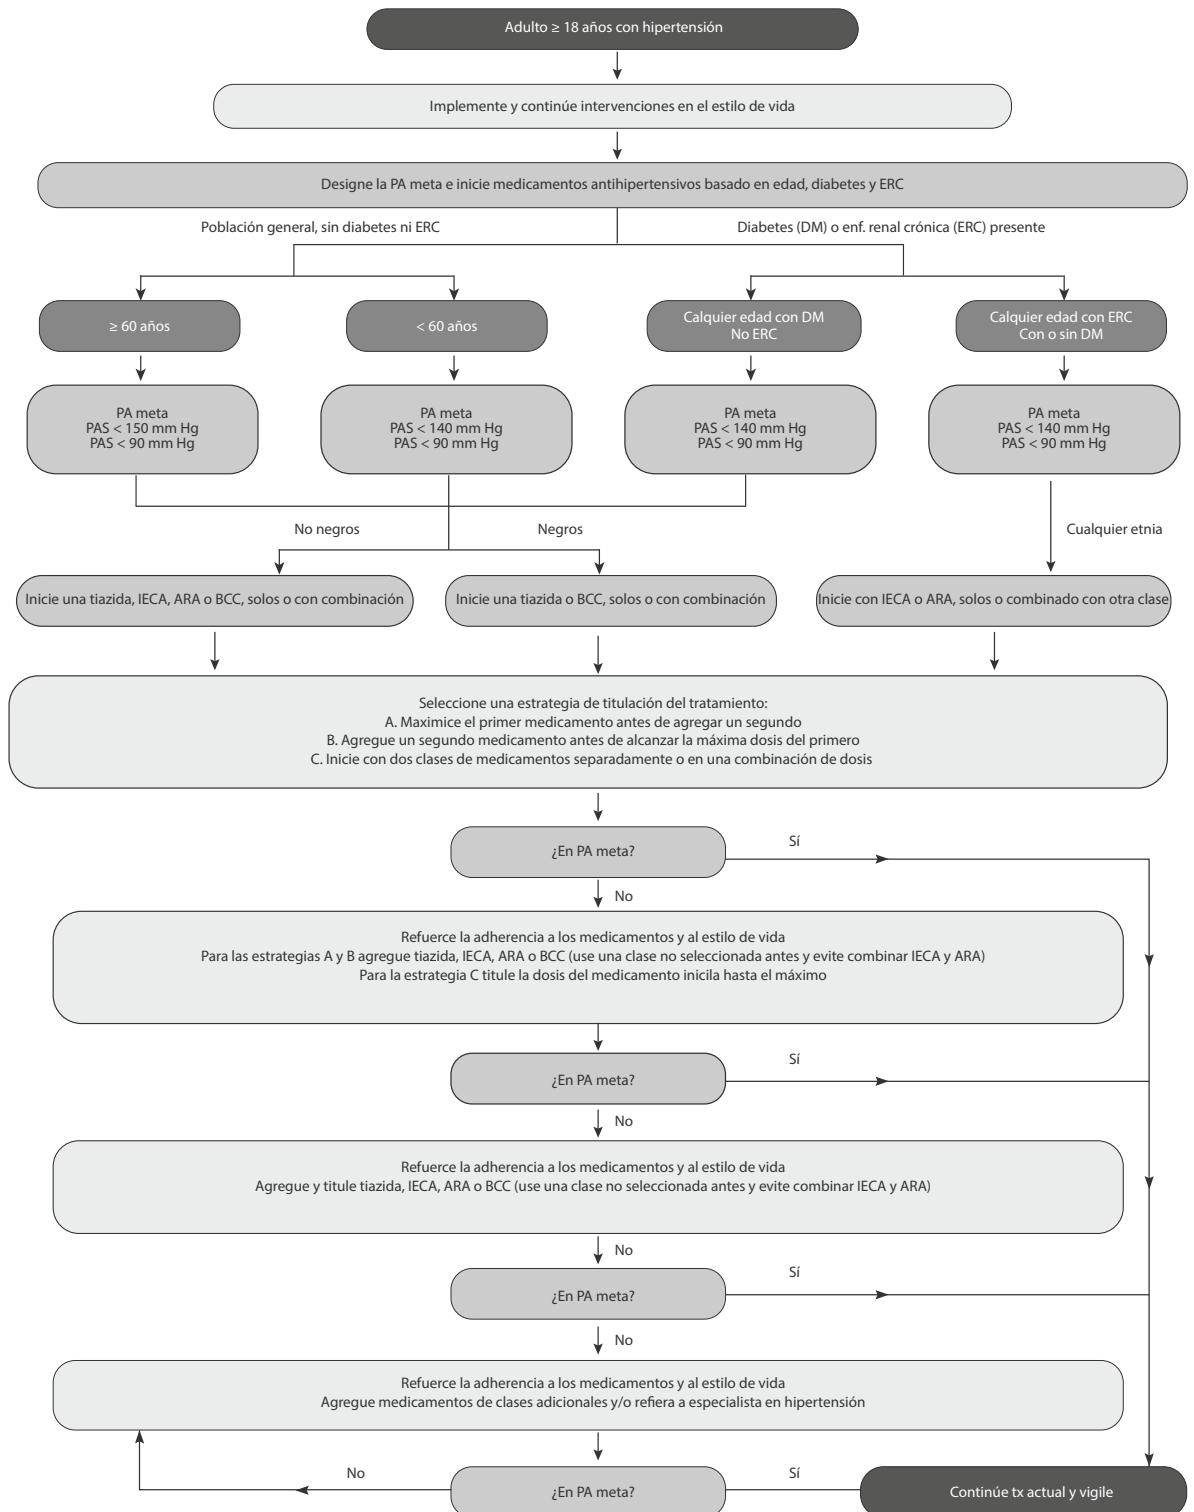 Adulto ≥ 18 años con hipertensión
Implemente y continúe intervenciones en el estilo de vida
Designe la PA meta e inicie medicamentos antihipertensivos basado en edad, diabetes y ERC
Población general, sin diabetes ni ERC
Diabetes (DM) o enf. renal crónica (ERC) presente
≥ 60 años
< 60 años
Calquier edad con DM
No ERC
Calquier edad con ERC
Con o sin DM
PA meta
PAS < 150 mm Hg
PAS < 90 mm Hg
PA meta
PAS < 140 mm Hg
PAS < 90 mm Hg
PA meta
PAS < 140 mm Hg
PAS < 90 mm Hg
PA meta
PAS < 140 mm Hg
PAS < 90 mm Hg
No negros
Negros
Cualquier etnia
Inicie una tiazida, IECA, ARA o BCC, solos o con combinación
Inicie una tiazida o BCC, solos o con combinación
Inicie con IECA o ARA, solos o combinado con otra clase
Seleccione una estrategia de titulación del tratamiento:
A. Maximice el primer medicamento antes de agregar un segundo
B. Agregue un segundo medicamento antes de alcanzar la máxima dosis del primero
C. Inicie con dos clases de medicamentos separadamente o en una combinación de dosis
¿En PA meta?
Sí
No
Refuerce la adherencia a los medicamentos y al estilo de vida
Para las estrategias A y B agregue tiazida, IECA, ARA o BCC (use una clase no seleccionada antes y evite combinar IECA y ARA)
Para la estrategia C titule la dosis del medicamento inicila hasta el máximo
¿En PA meta?
Sí
No
Refuerce la adherencia a los medicamentos y al estilo de vida
Agregue y titule tiazida, IECA, ARA o BCC (use una clase no seleccionada antes y evite combinar IECA y ARA)
No
¿En PA meta?
Sí
No
Refuerce la adherencia a los medicamentos y al estilo de vida
Agregue medicamentos de clases adicionales y/o refiera a especialista en hipertensión
No
¿En PA meta?
Sí
Continúe tx actual y vigile